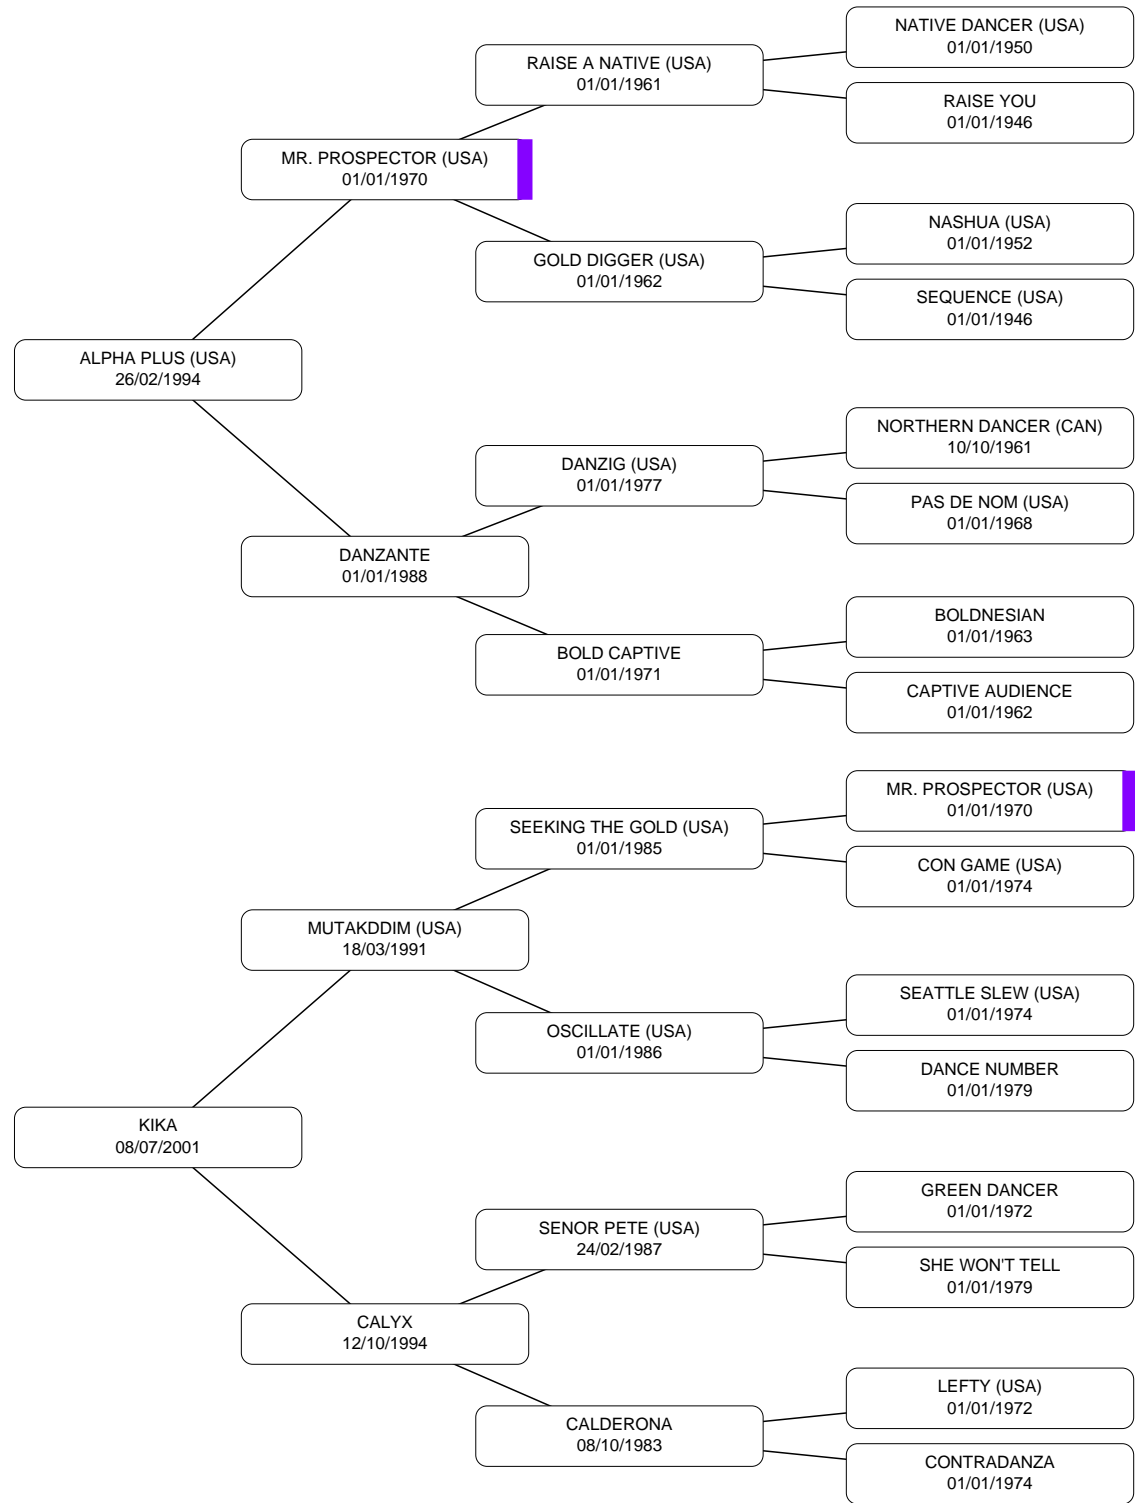 NATIVE DANCER (USA)
01/01/1950
RAISE A NATIVE (USA)
01/01/1961
RAISE YOU
01/01/1946
MR. PROSPECTOR (USA)
01/01/1970
NASHUA (USA)
01/01/1952
GOLD DIGGER (USA)
01/01/1962
SEQUENCE (USA)
01/01/1946
ALPHA PLUS (USA)
26/02/1994
NORTHERN DANCER (CAN)
10/10/1961
DANZIG (USA)
01/01/1977
PAS DE NOM (USA)
01/01/1968
DANZANTE
01/01/1988
BOLDNESIAN
01/01/1963
BOLD CAPTIVE
01/01/1971
CAPTIVE AUDIENCE
01/01/1962
MR. PROSPECTOR (USA)
01/01/1970
SEEKING THE GOLD (USA)
01/01/1985
CON GAME (USA)
01/01/1974
MUTAKDDIM (USA)
18/03/1991
SEATTLE SLEW (USA)
01/01/1974
OSCILLATE (USA)
01/01/1986
DANCE NUMBER
01/01/1979
KIKA
08/07/2001
GREEN DANCER
01/01/1972
SENOR PETE (USA)
24/02/1987
SHE WON'T TELL
01/01/1979
CALYX
12/10/1994
LEFTY (USA)
01/01/1972
CALDERONA
08/10/1983
CONTRADANZA
01/01/1974